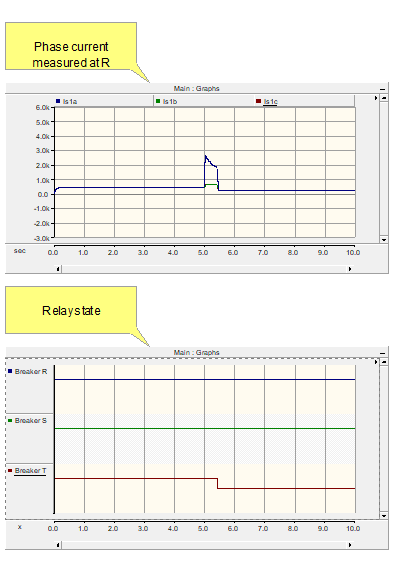 Phase current
measured at R
Main : Graphs
Is1a Is1b Is1c
6.0k
5.0k
4.0k
3.0k
2.0k
1.0k
0.0
-1.0k
-2.0k
-3.0k
sec 0.0 1.0 2.0 3.0 4.0 5.0 6.0 7.0 8.0 9.0 10.0
Relay state
Main : Graphs
Breaker R
Breaker S
Breaker T
x 0.0 1.0 2.0 3.0 4.0 5.0 6.0 7.0 8.0 9.0 10.0